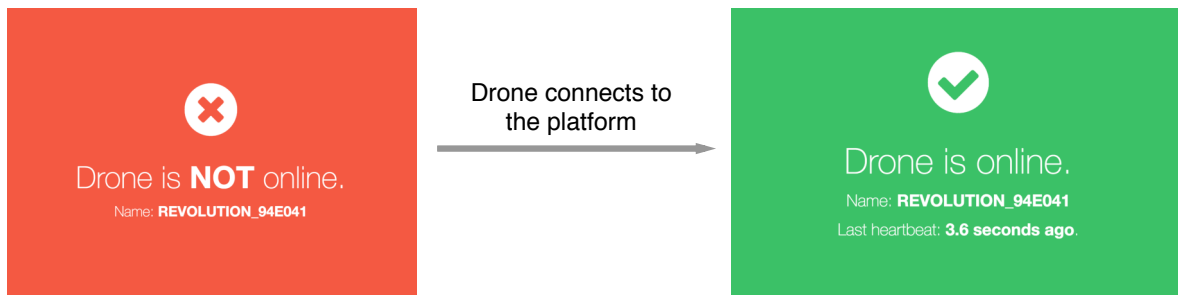 Drone is NOT online.
Name: REVOLUTION_94E041
Drone connects to
the platform
Drone is online.
Name: REVOLUTION_94E041
Last heartbeat: 3.6 seconds ago.